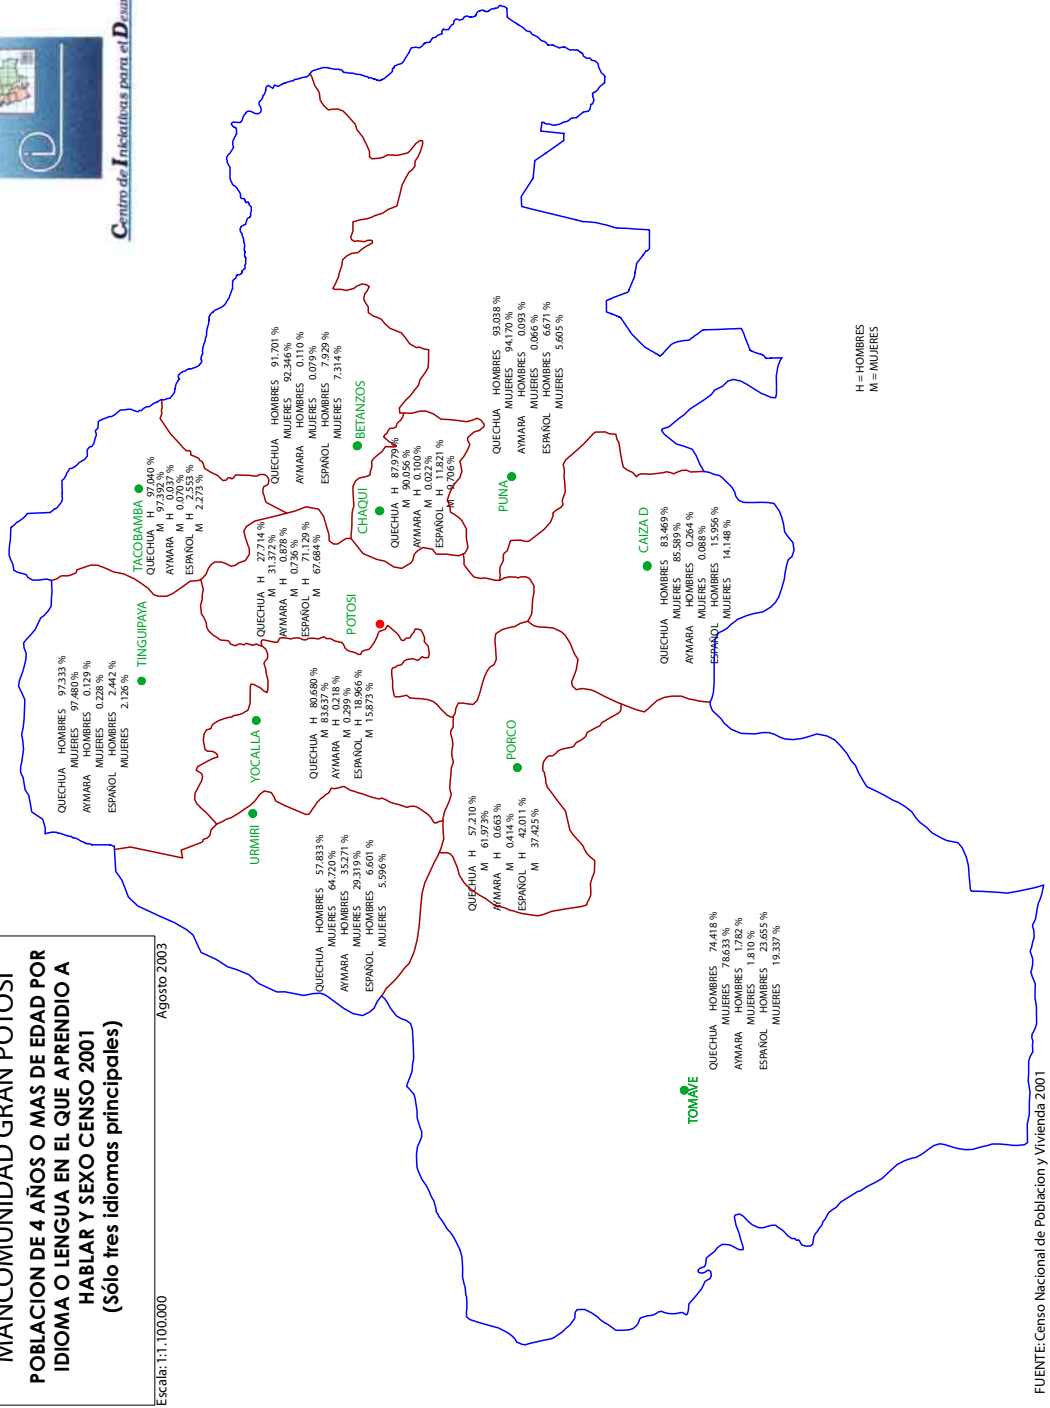 MANCOMUNIDAD GRAN POTOSI
POBLACION DE 4 AÑOS O MAS DE EDAD POR
IDIOMA O LENGUA EN EL QUE APRENDIO A
HABLAR Y SEXO CENSO 2001
(Sólo tres idiomas principales)
Escala: 1:1.100.000
Agosto 2003
Centro de Iniciativas para el
TINGUIPAYA
QUECHUA HOMBRES 97.333 %
MUJERES 97.480 %
AYMARA HOMBRES 0.129 %
MUJERES 0.228 %
ESPAÑOL HOMBRES 2.442 %
MUJERES 2.126 %
TACOBAMBA
QUECHUA H 97.040 %
M 97.392 %
AYMARA H 0.037 %
M 0.070 %
ESPAÑOL H 2.553 %
M 2.273 %
URMIRI
QUECHUA HOMBRES 57.833 %
MUJERES 64.720 %
AYMARA HOMBRES 35.271 %
MUJERES 29.319 %
ESPAÑOL HOMBRES 6.601 %
MUJERES 5.596 %
YOCALLA
QUECHUA H 80.680 %
M 83.637 %
AYMARA H 0.218 %
M 0.299 %
ESPAÑOL H 18.966 %
M 15.873 %
POTOSI
QUECHUA H 27.714 %
M 31.372 %
AYMARA H 0.878 %
M 0.736 %
ESPAÑOL H 71.129 %
M 67.684 %
BETANZOS
QUECHUA HOMBRES 91.701 %
MUJERES 92.346 %
AYMARA HOMBRES 0.110 %
MUJERES 0.079 %
ESPAÑOL HOMBRES 7.929 %
MUJERES 7.314 %
CHAQUI
QUECHUA H 87.979 %
M 90.156 %
AYMARA H 0.100 %
M 0.022 %
ESPAÑOL H 11.821 %
M 9.706 %
PORCO
QUECHUA H 57.210 %
M 61.973%
AYMARA H 0.663 %
M 0.414 %
ESPAÑOL H 42.011 %
M 37.425 %
PUNA
QUECHUA HOMBRES 93.038 %
MUJERES 94.170 %
AYMARA HOMBRES 0.093 %
MUJERES 0.066 %
ESPAÑOL HOMBRES 6.671 %
MUJERES 5.605 %
CAIZA D
QUECHUA HOMBRES 83.469 %
MUJERES 85.589 %
AYMARA HOMBRES 0.264 %
MUJERES 0.088 %
ESPAÑOL HOMBRES 15.956 %
MUJERES 14.148 %
TOMAVE
QUECHUA HOMBRES 74.418 %
MUJERES 78.633 %
AYMARA HOMBRES 1.782 %
MUJERES 1.810 %
ESPAÑOL HOMBRES 23.655 %
MUJERES 19.337 %
H = HOMBRES
M = MUJERES
FUENTE: Censo Nacional de Poblacion y Vivienda 2001